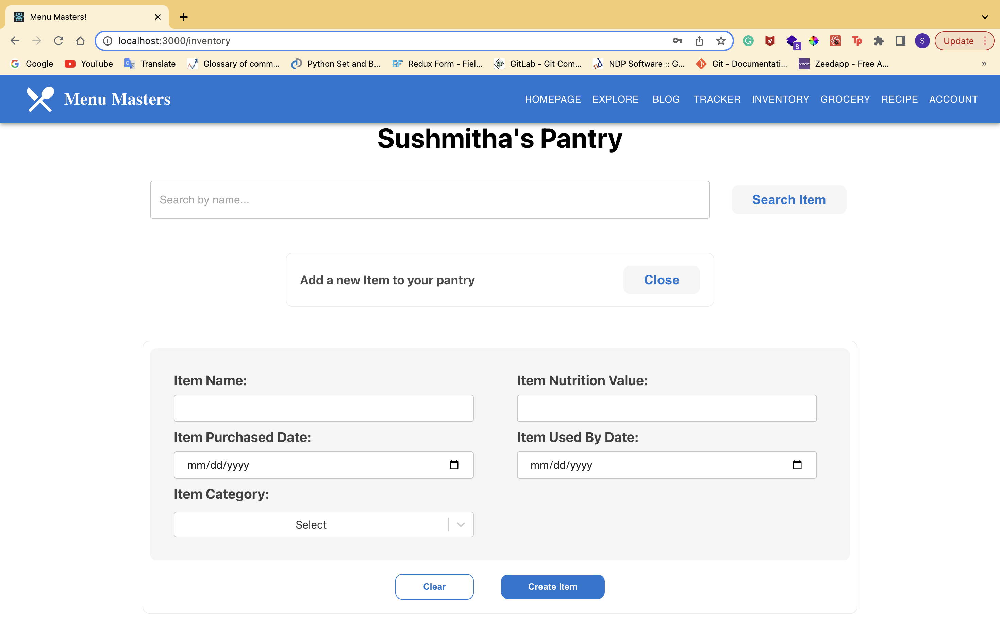 Menu Masters!
localhost:3000/inventory
8
S
Update
Google YouTube Translate Glossary of comm... Python Set and B... Redux Form - Fiel... GitLab - Git Com... NDP Software :: G... Git - Documentati... colorlib. Zeedapp - Free A... »
Menu Masters HOMEPAGE EXPLORE BLOG TRACKER INVENTORY GROCERY RECIPE ACCOUNT
Sushmitha's Pantry
Search by name... Search Item
Add a new Item to your pantry Close
Item Name: Item Nutrition Value:
Item Purchased Date: Item Used By Date:
mm/dd/yyyy mm/dd/yyyy
Item Category:
Select
Clear Create Item